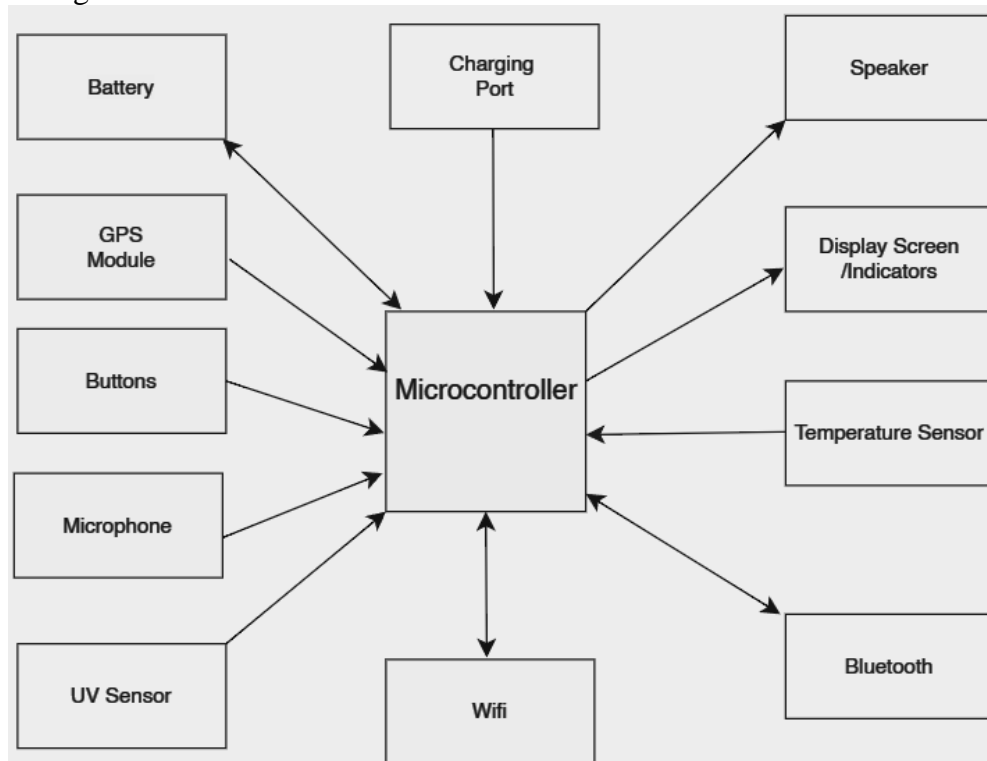 Battery
Charging
Port
Speaker
GPS
Module
Display Screen
/Indicators
Buttons
Microcontroller
Temperature Sensor
Microphone
UV Sensor
Wifi
Bluetooth